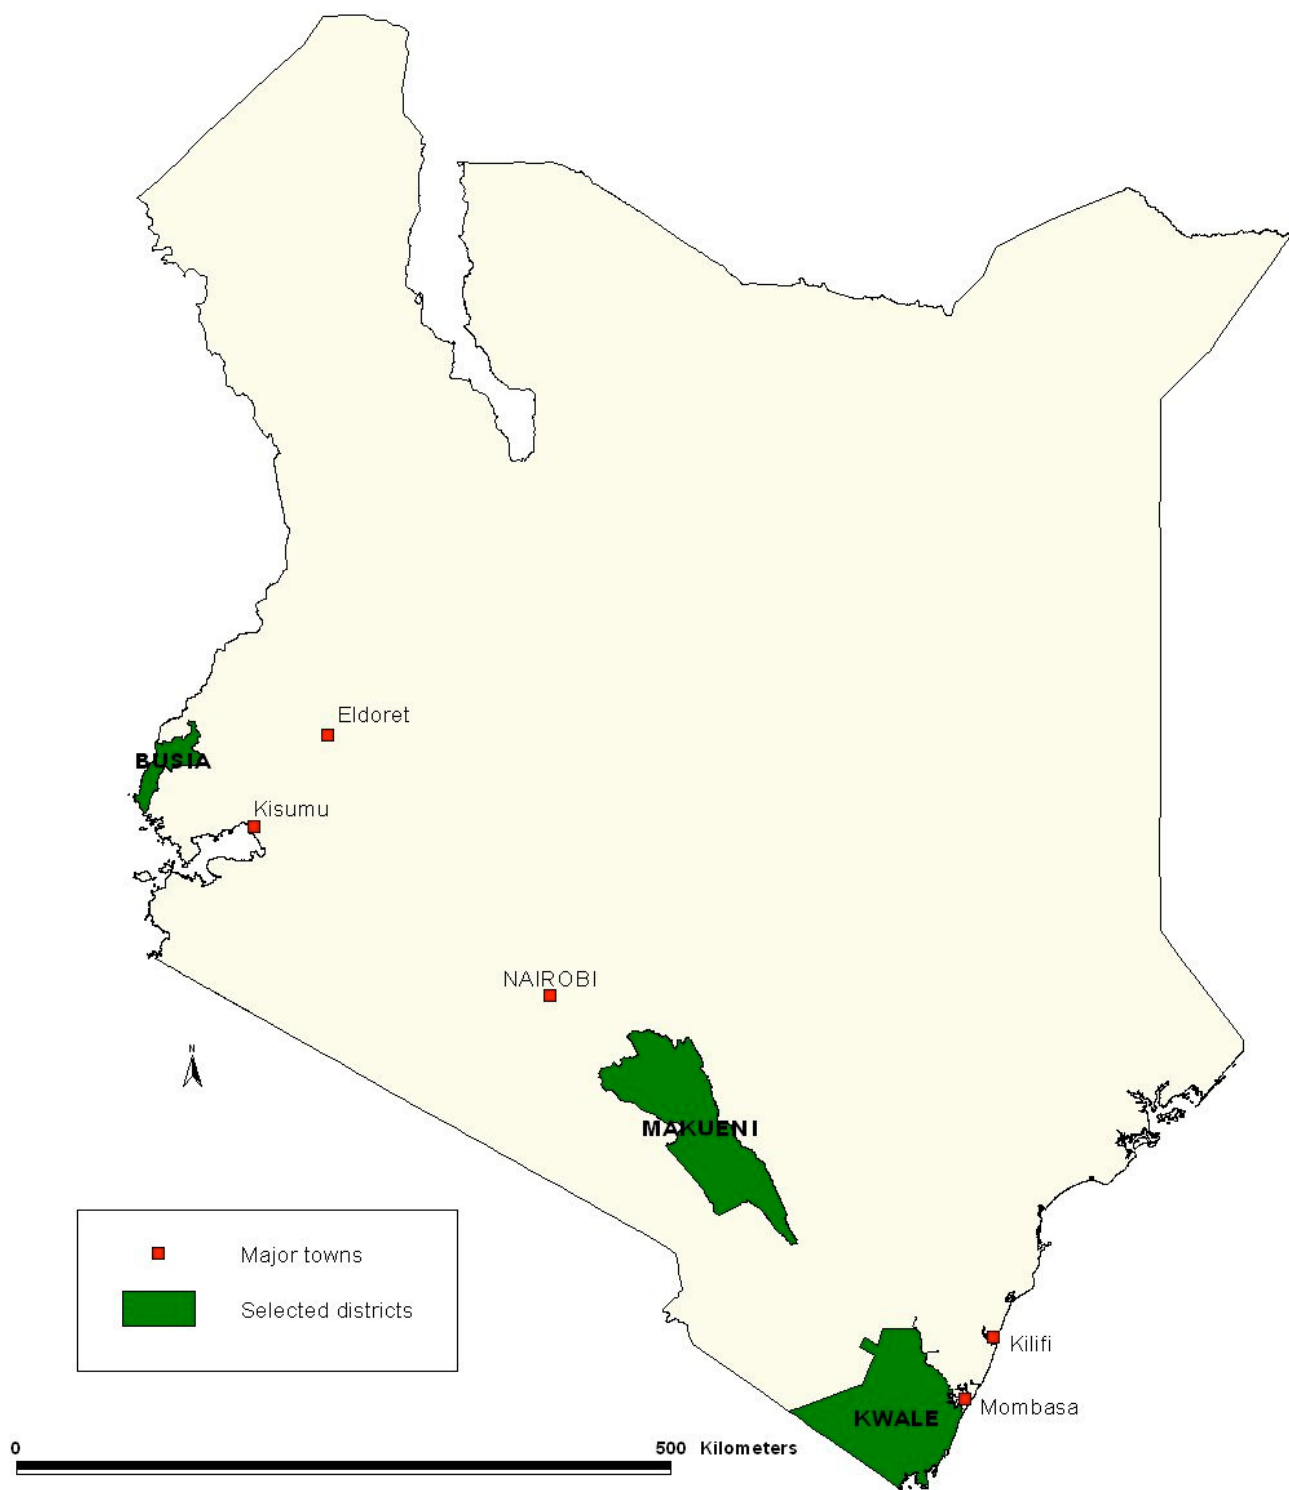 Eldoret
BUSIA
Kisumu
NAIROBI
N
MAKUENI
Major towns
Selected districts
Kilifi
Mombasa
KWALE
0 500 Kilometers